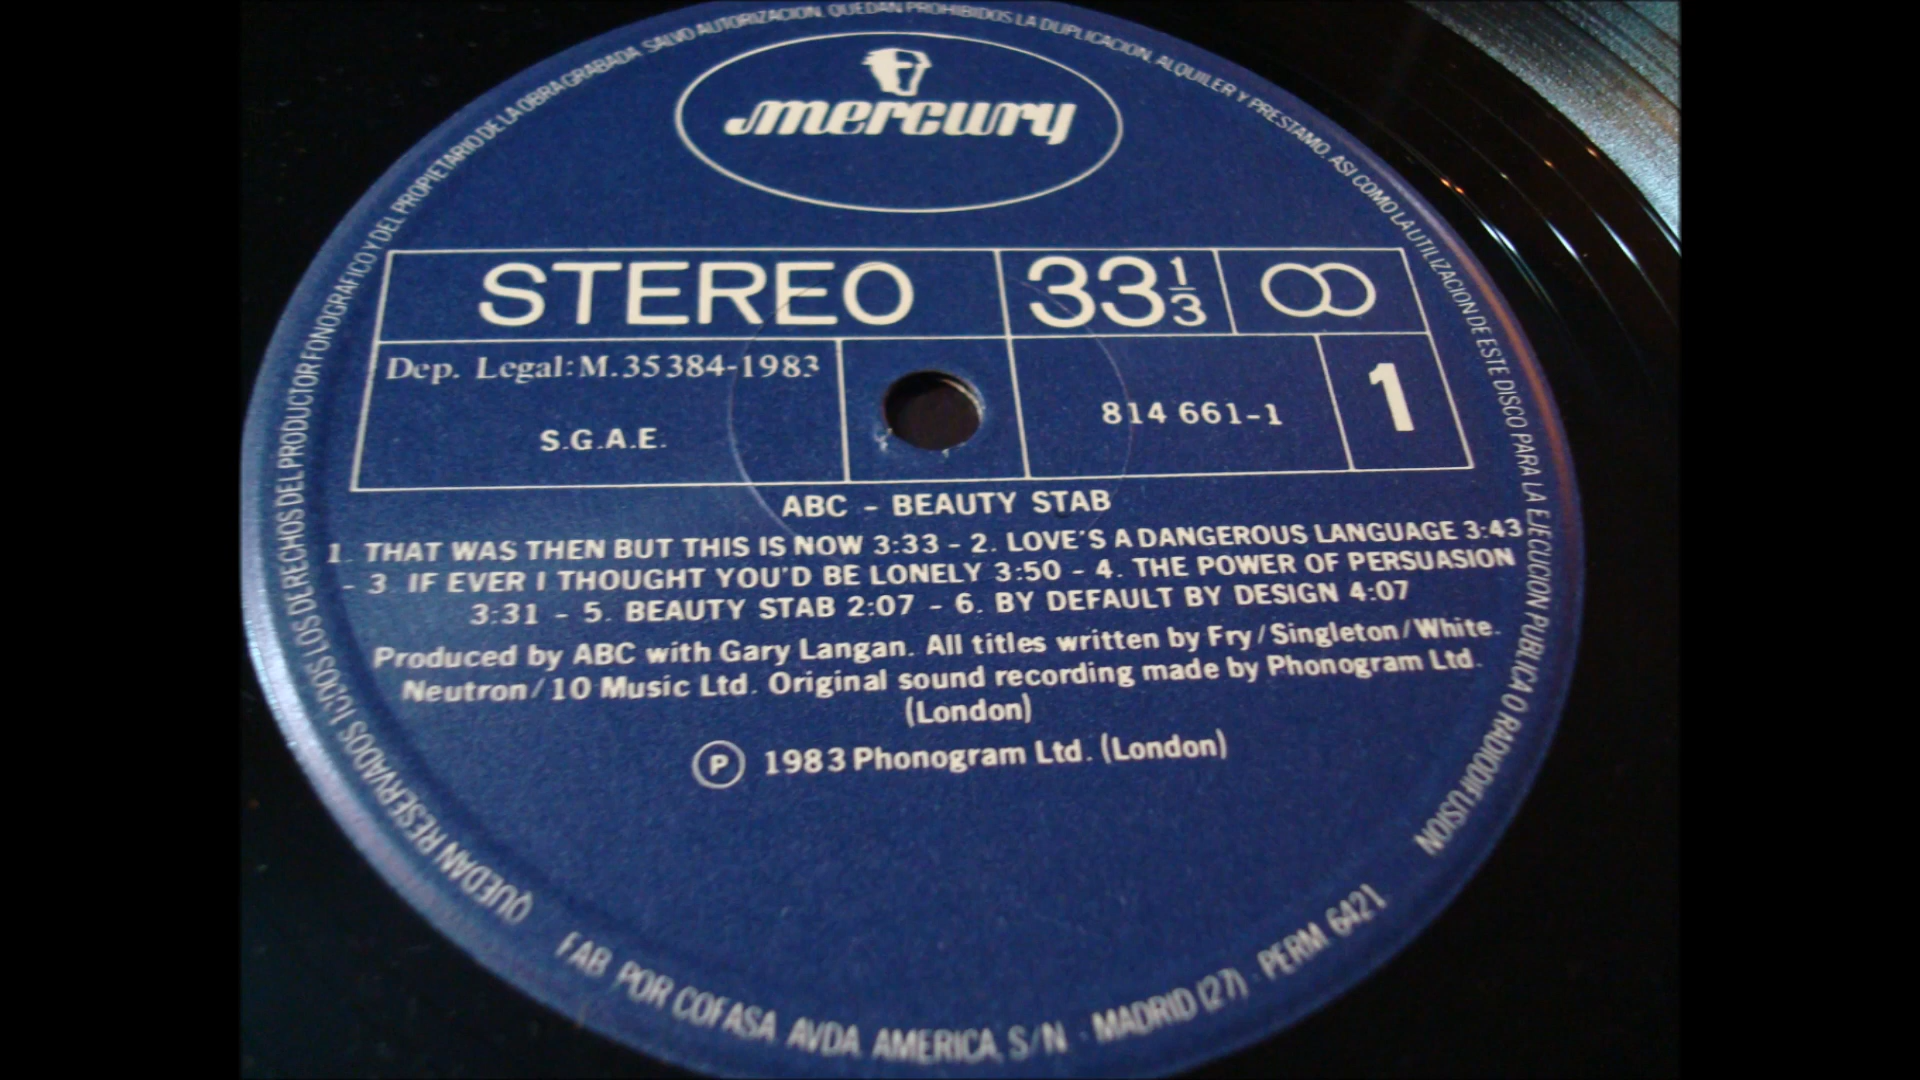 mercury
STEREO
33 1/3
Dep. Legal: M.35384-1983
S.G.A.E.
814 661-1
1
ABC - BEAUTY STAB
1. THAT WAS THEN BUT THIS IS NOW 3:33 - 2. LOVE'S A DANGEROUS LANGUAGE 3:43
- 3. IF EVER I THOUGHT YOU'D BE LONELY 3:50 - 4. THE POWER OF PERSUASION
3:31 - 5. BEAUTY STAB 2:07 - 6. BY DEFAULT BY DESIGN 4:07
Produced by ABC with Gary Langan. All titles written by Fry/Singleton/White.
Neutron/10 Music Ltd. Original sound recording made by Phonogram Ltd.
(London)
Ⓟ 1983 Phonogram Ltd. (London)
QUEDAN RESERVADOS TODOS LOS DERECHOS DEL PRODUCTOR FONOGRAFICO Y DEL PROPIETARIO DE LA OBRA GRABADA. SALVO AUTORIZACION. QUEDAN PROHIBIDOS LA DUPLICACION. ALQUILER Y PRESTAMO. ASI COMO LA UTILIZACION DE ESTE DISCO PARA LA EJECUCION PUBLICA O RADIODIFUSION
FAB POR COFASA AVDA AMERICA, S/N - MADRID (27) - PERM 6421